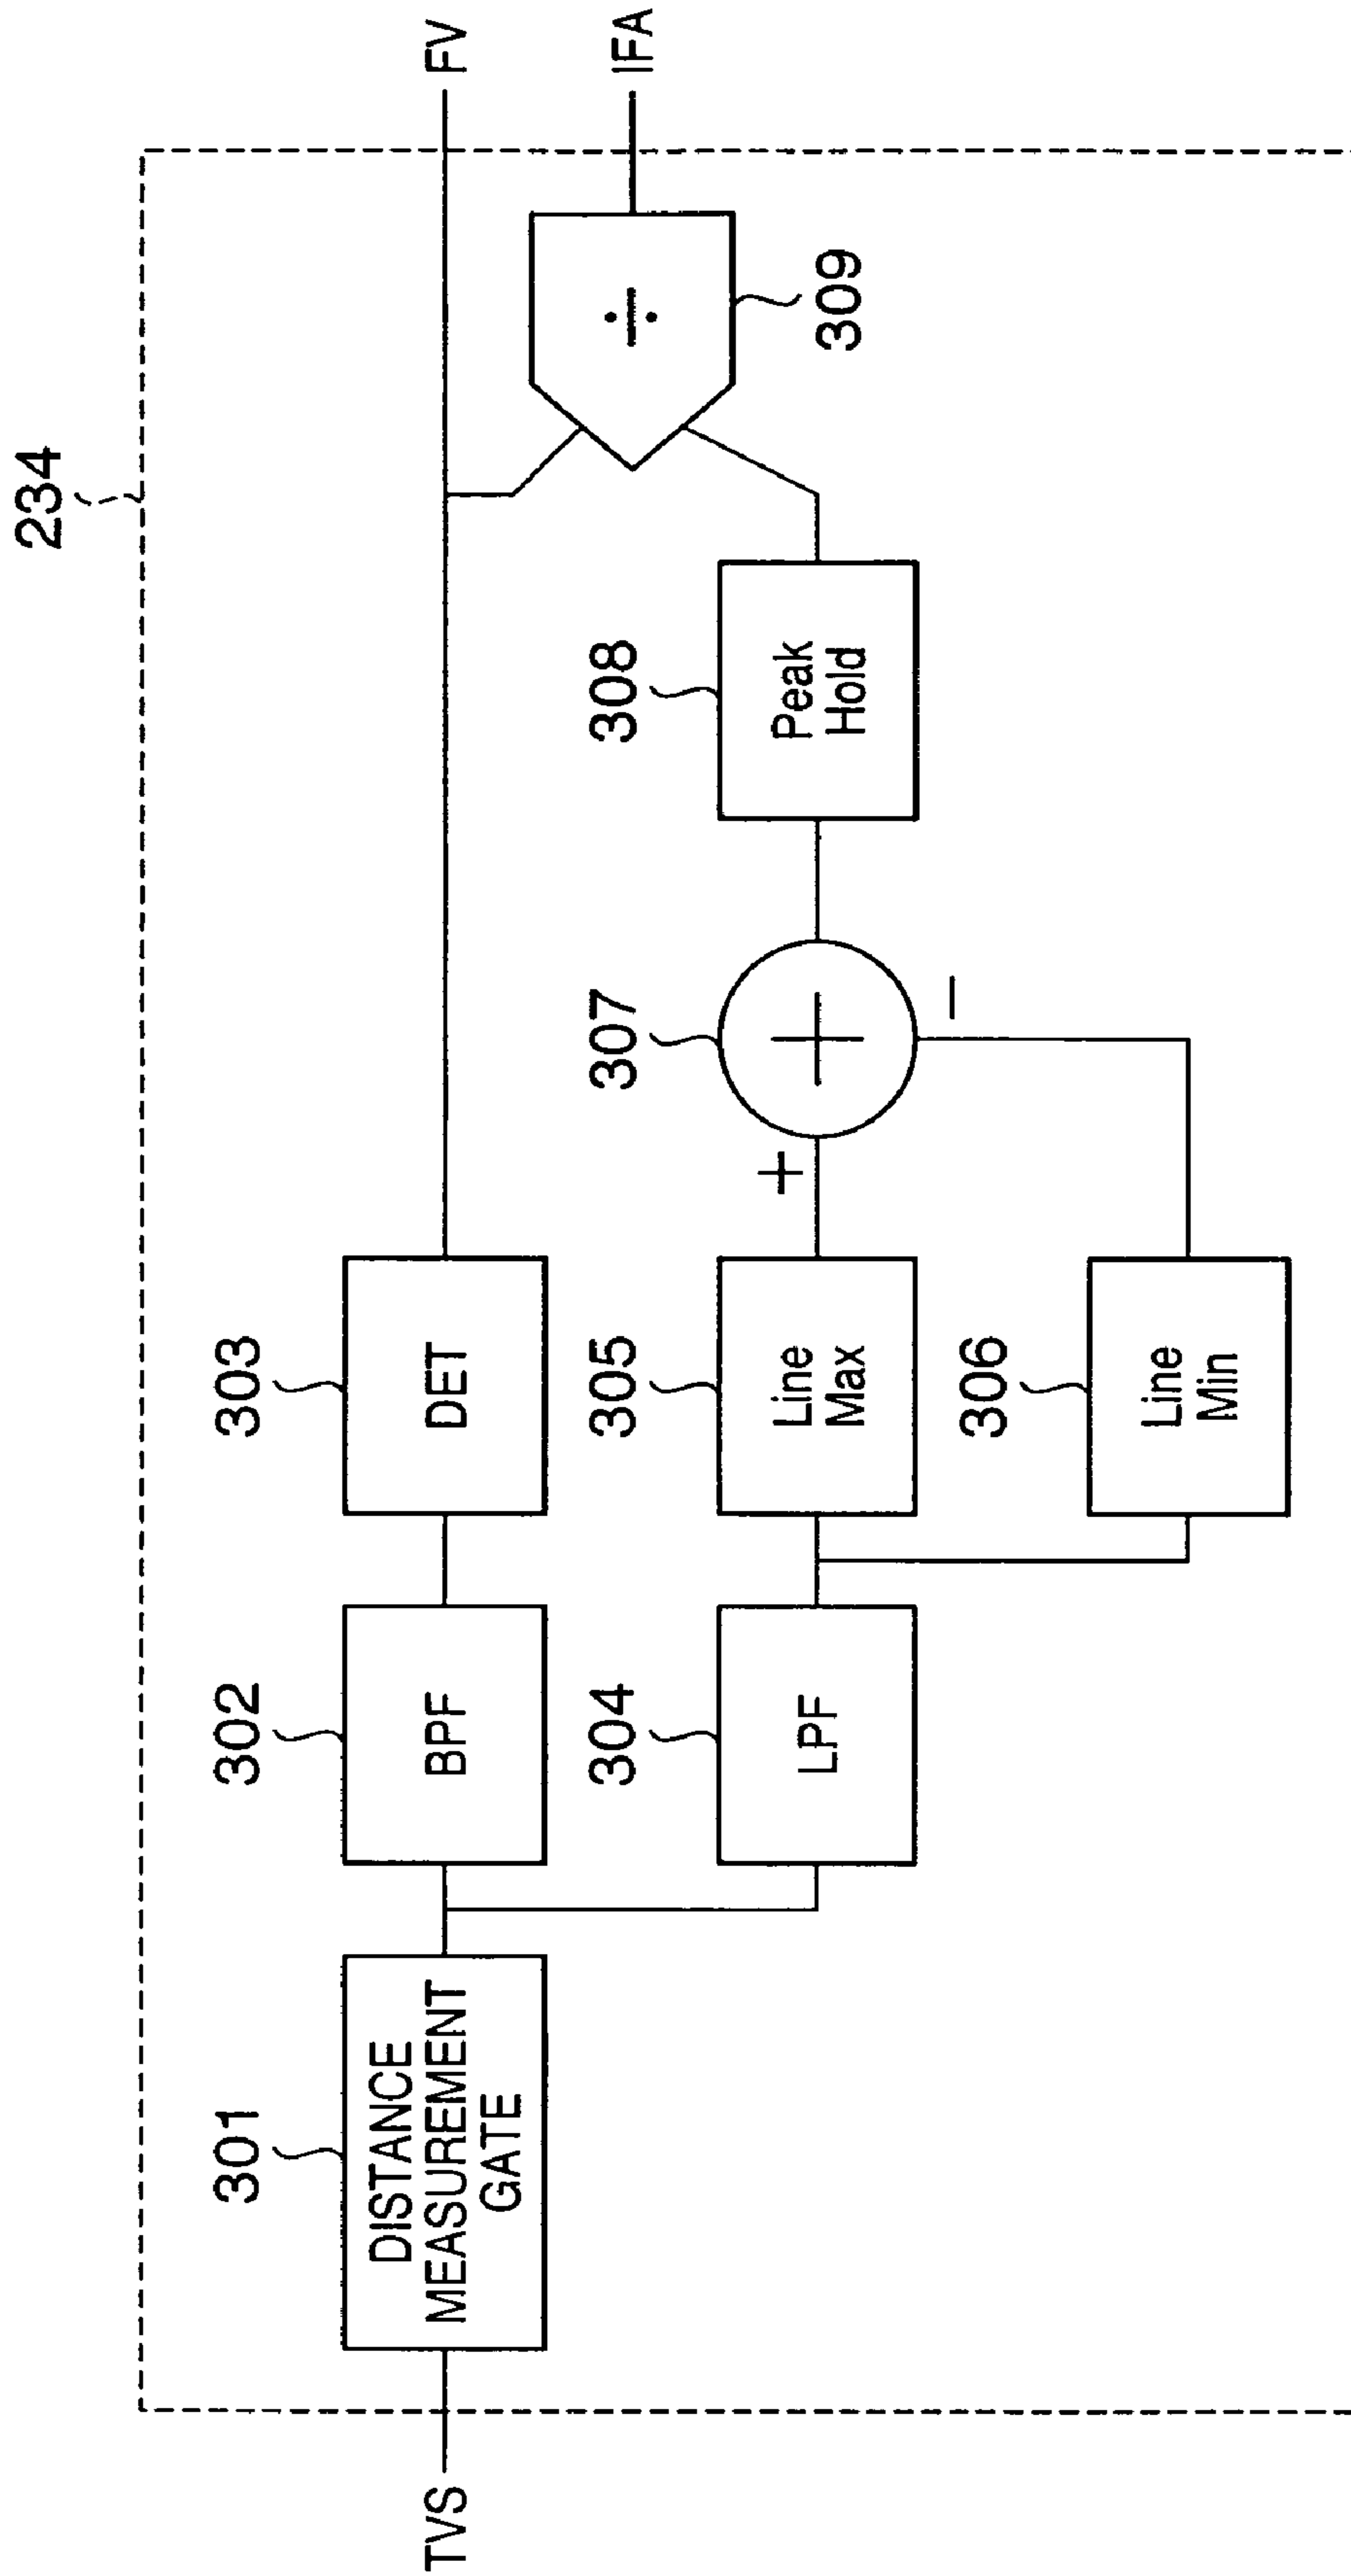 234
TVS
301
DISTANCE
MEASUREMENT
GATE
302
BPF
303
DET
FV
304
LPF
305
Line
Max
+
306
Line
Min
−
307
+
308
Peak
Hold
÷
309
IFA